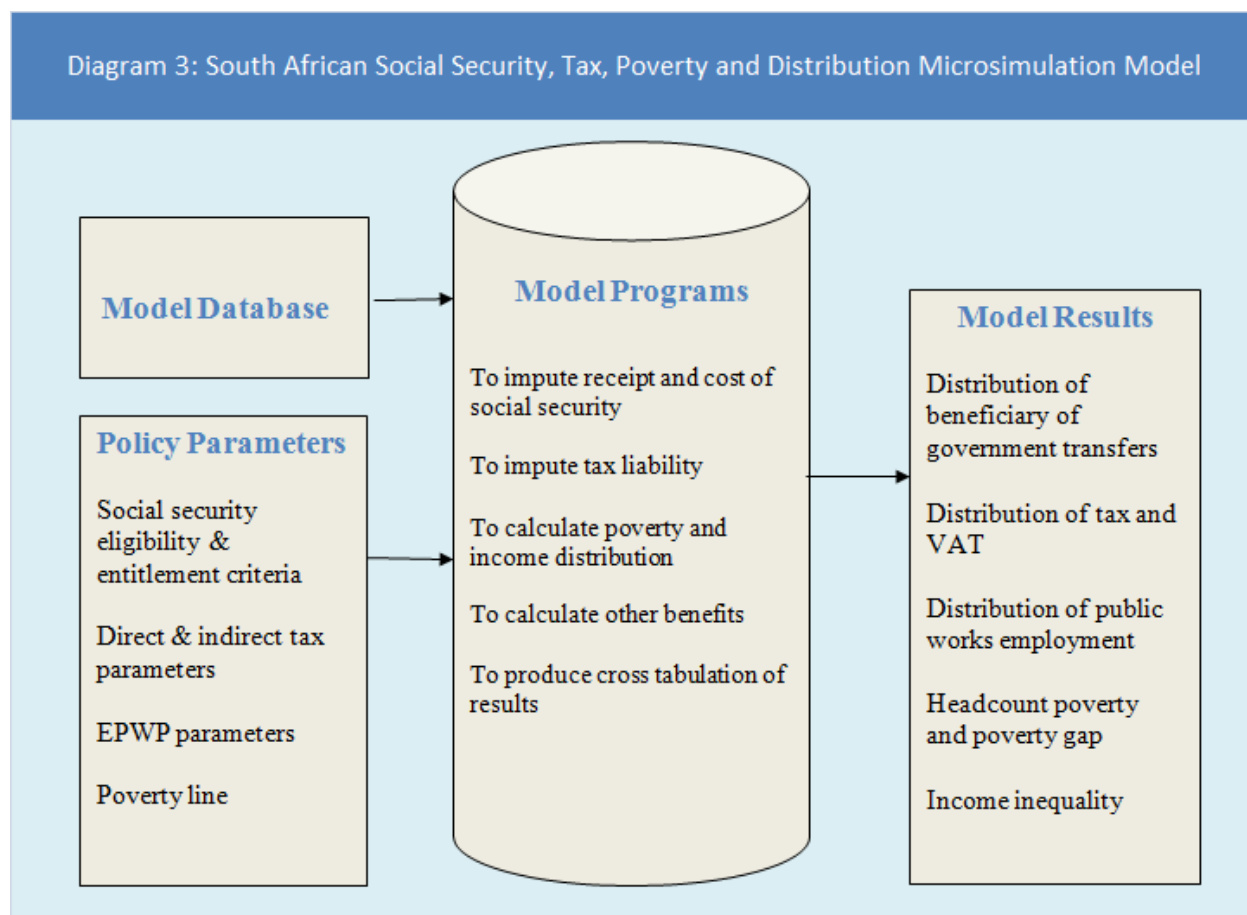 Diagram 3: South African Social Security, Tax, Poverty and Distribution Microsimulation Model
Model Database
Policy Parameters
Social security
eligibility &
entitlement criteria
Direct & indirect tax
parameters
EPWP parameters
Poverty line
Model Programs
To impute receipt and cost of
social security
To impute tax liability
To calculate poverty and
income distribution
To calculate other benefits
To produce cross tabulation of
results
Model Results
Distribution of
beneficiary of
government transfers
Distribution of tax and
VAT
Distribution of public
works employment
Headcount poverty
and poverty gap
Income inequality